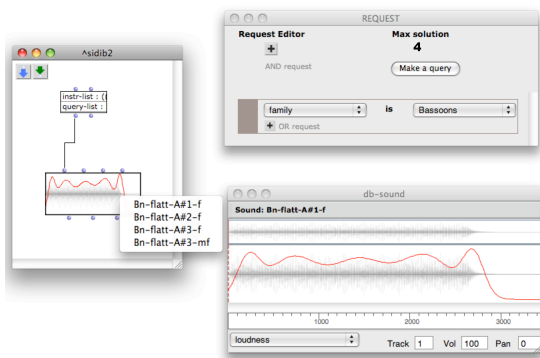 REQUEST
Request Editor
Max solution
+
4
AND request
Make a query
family
is
Bassoons
+ OR request
^sidib2
instr-list : (
query-list :
Bn-flatt-A#1-f
Bn-flatt-A#2-f
Bn-flatt-A#3-f
Bn-flatt-A#3-mf
db-sound
Sound: Bn-flatt-A#1-f
1000
2000
3000
loudness
Track 1 Vol 100 Pan 0